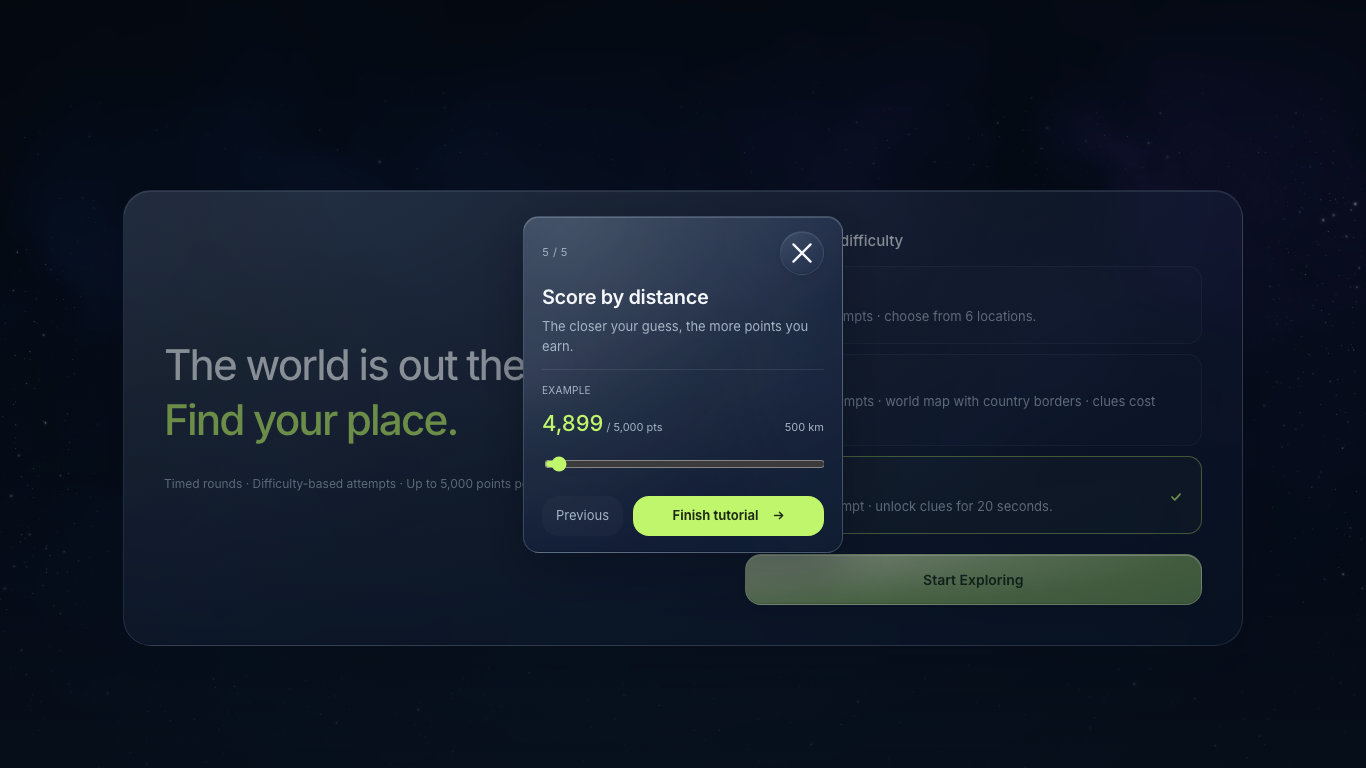 The world is out the
Find your place.
Timed rounds · Difficulty-based attempts · Up to 5,000 points
5 / 5
Score by distance
The closer your guess, the more points you
earn.
EXAMPLE
4,899 / 5,000 pts
500 km
Previous
Finish tutorial
difficulty
mpts · choose from 6 locations.
mpts · world map with country borders · clues cost
mpt · unlock clues for 20 seconds.
Start Exploring